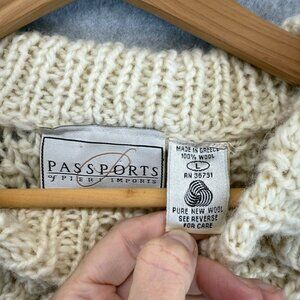 PASSPORTS
of PIER 1 IMPORTS
MADE IN GREECE
100% WOOL
L
RN 36731
PURE NEW WOOL
SEE REVERSE
FOR CARE